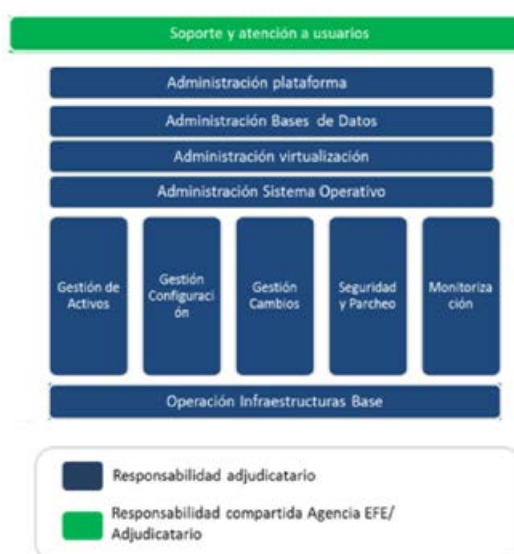 Soporte y atención a usuarios
Administración plataforma
Administración Bases de Datos
Administración virtualización
Administración Sistema Operativo
Gestión de
Activos
Gestión
Configuraci
ón
Gestión
Cambios
Seguridad
y Parcheo
Monitoriza
ción
Operación Infraestructuras Base
Responsabilidad adjudicatario
Responsabilidad compartida Agencia EFE/
Adjudicatario